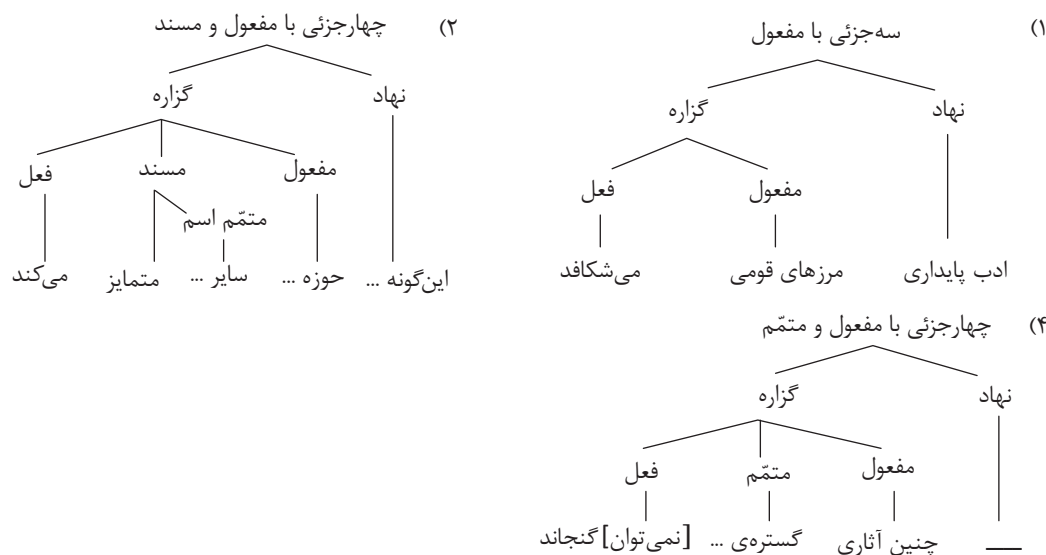 ۱) سه‌جزئی با مفعول
نهاد گزاره
مفعول فعل
ادب پایداری مرزهای قومی می‌شکافد
۲) چهارجزئی با مفعول و مسند
نهاد گزاره
مفعول مسند فعل
متمّم اسم
این‌گونه ... حوزه ... سایر ... متمایز می‌کند
۴) چهارجزئی با مفعول و متمّم
نهاد گزاره
مفعول متمّم فعل
چنین آثاری گستره‌ی ... [نمی‌توان] گنجاند